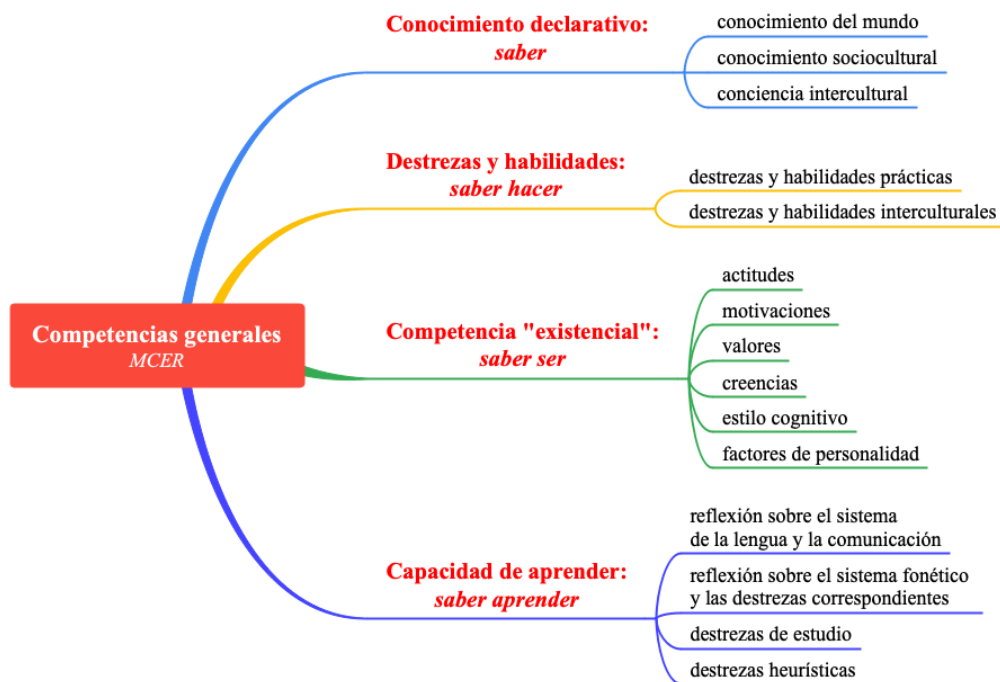 Competencias generales
MCER
Conocimiento declarativo:
saber
conocimiento del mundo
conocimiento sociocultural
conciencia intercultural
Destrezas y habilidades:
saber hacer
destrezas y habilidades prácticas
destrezas y habilidades interculturales
Competencia "existencial":
saber ser
actitudes
motivaciones
valores
creencias
estilo cognitivo
factores de personalidad
Capacidad de aprender:
saber aprender
reflexión sobre el sistema
de la lengua y la comunicación
reflexión sobre el sistema fonético
y las destrezas correspondientes
destrezas de estudio
destrezas heurísticas